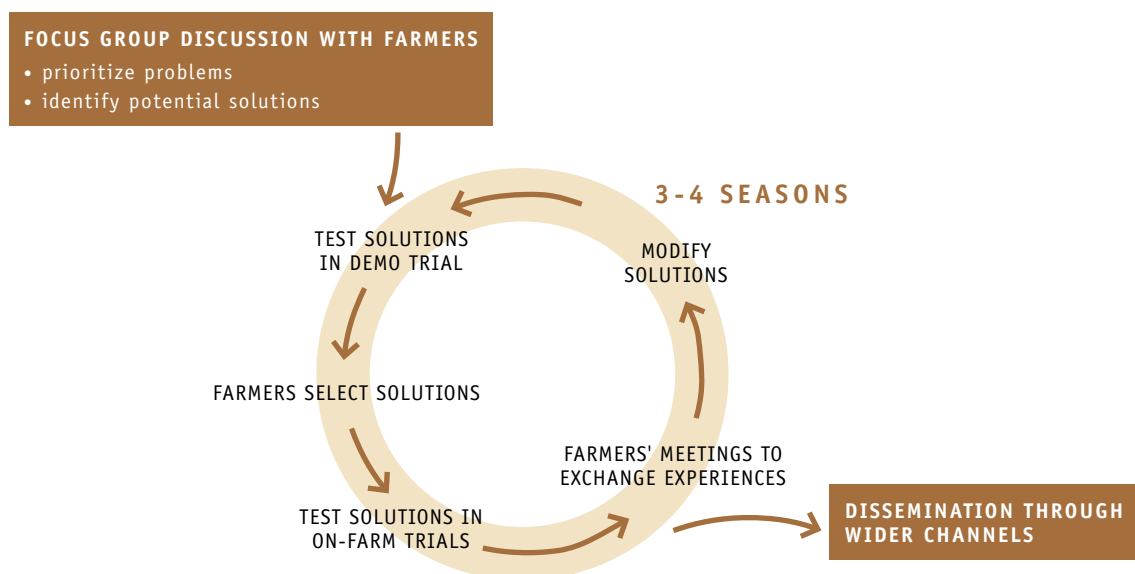 FOCUS GROUP DISCUSSION WITH FARMERS
• prioritize problems
• identify potential solutions
3-4 SEASONS
TEST SOLUTIONS
IN DEMO TRIAL
MODIFY
SOLUTIONS
FARMERS SELECT SOLUTIONS
FARMERS' MEETINGS TO
EXCHANGE EXPERIENCES
TEST SOLUTIONS IN
ON-FARM TRIALS
DISSEMINATION THROUGH
WIDER CHANNELS